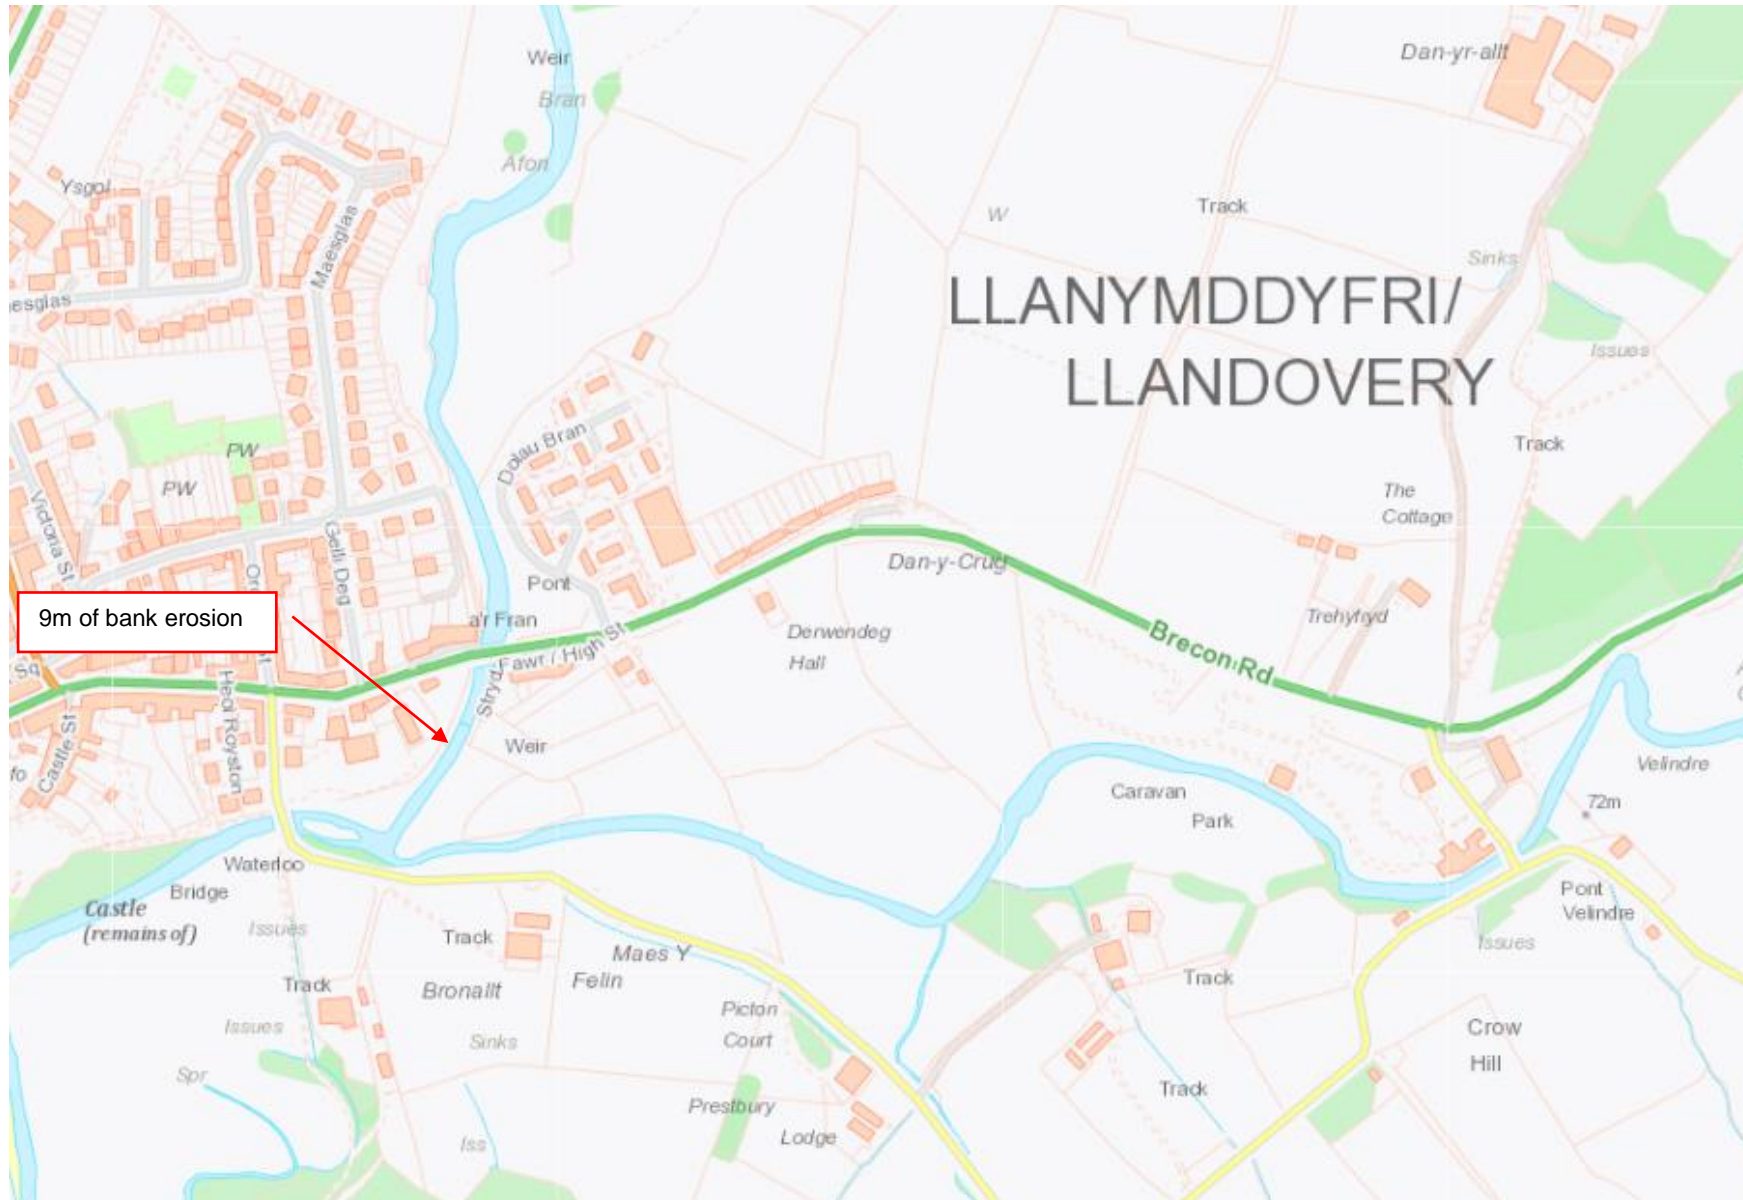 Weir
Bran
Afon
Dan-yr-allt
Ysgol
Maesglas
esglas
Track
W
Sinks
LLANYMDDYFRI/
LLANDOVERY
Issues
Track
PW
PW
Victoria St
Dolau Bran
The
Cottage
Gelli Deg
Pont
a'r Fran
Dan-y-Crug
9m of bank erosion
Stryd Fawr / High St
Derwendeg
Hall
Trehyfryd
Brecon Rd
Sq
Castle St
Heol Royston
Weir
fo
Caravan
Park
Velindre
72m
Waterloo
Bridge
Castle
(remains of)
Issues
Track
Maes Y
Felin
Bronallt
Pont
Velindre
Issues
Track
Track
Issues
Sinks
Picton
Court
Crow
Hill
Spr
Prestbury
Lodge
Iss
Track